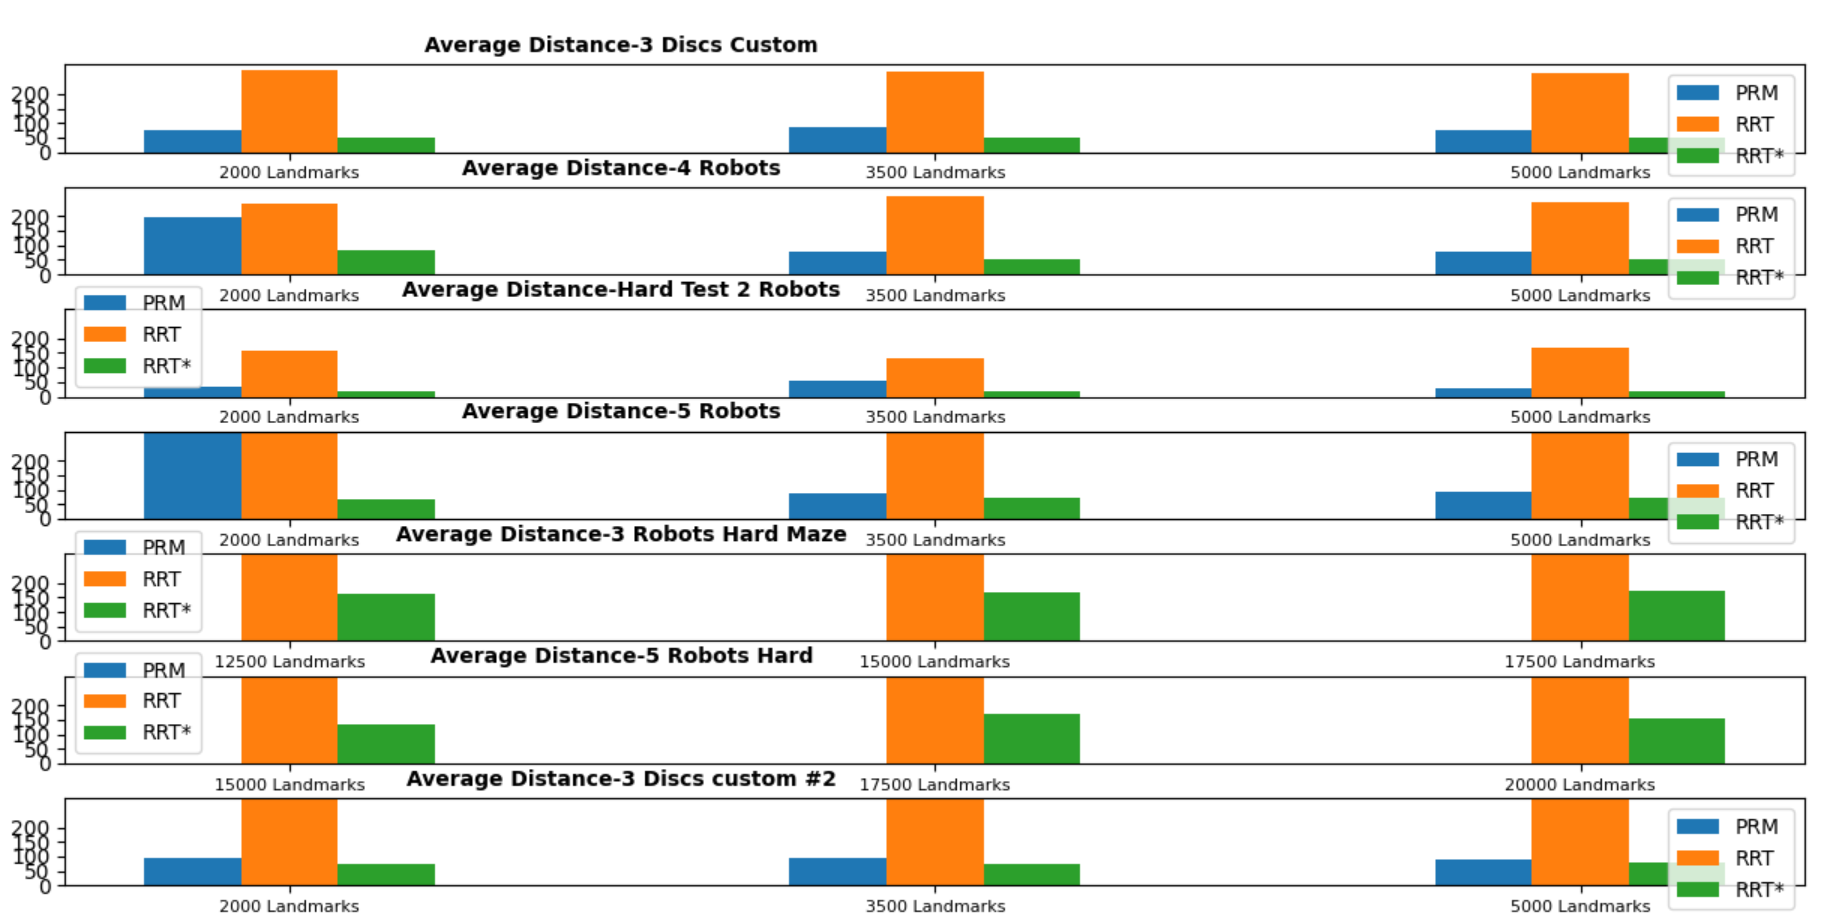 Average Distance-3 Discs Custom
200
150
100
50
0
PRM
RRT
RRT*
2000 Landmarks
3500 Landmarks
5000 Landmarks
Average Distance-4 Robots
200
150
100
50
0
PRM
RRT
RRT*
2000 Landmarks
3500 Landmarks
5000 Landmarks
Average Distance-Hard Test 2 Robots
PRM
RRT
RRT*
200
150
100
50
0
2000 Landmarks
3500 Landmarks
5000 Landmarks
Average Distance-5 Robots
200
150
100
50
0
PRM
RRT
RRT*
2000 Landmarks
3500 Landmarks
5000 Landmarks
Average Distance-3 Robots Hard Maze
PRM
RRT
RRT*
200
150
100
50
0
12500 Landmarks
15000 Landmarks
17500 Landmarks
Average Distance-5 Robots Hard
PRM
RRT
RRT*
200
150
100
50
0
15000 Landmarks
17500 Landmarks
20000 Landmarks
Average Distance-3 Discs custom #2
200
150
100
50
0
PRM
RRT
RRT*
2000 Landmarks
3500 Landmarks
5000 Landmarks